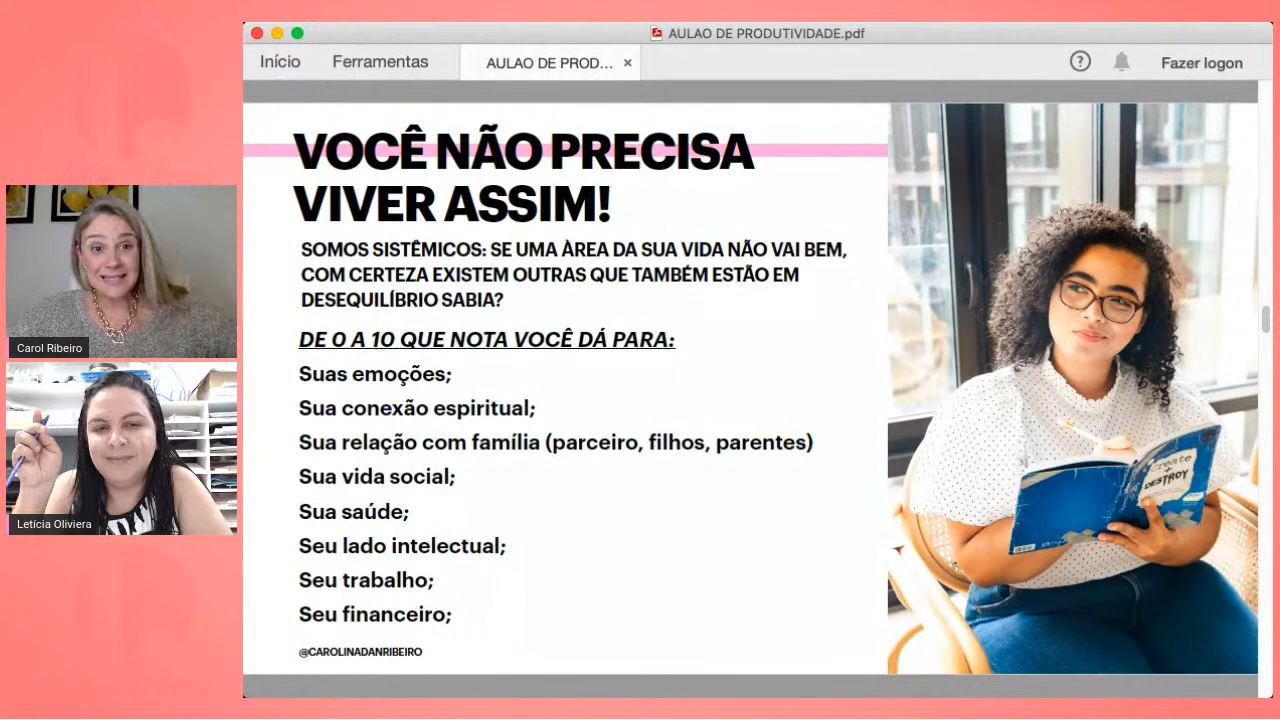 AULAO DE PRODUTIVIDADE.pdf
Início
Ferramentas
AULAO DE PROD... ×
?
Fazer logon
VOCÊ NÃO PRECISA
VIVER ASSIM!
SOMOS SISTÊMICOS: SE UMA ÀREA DA SUA VIDA NÃO VAI BEM,
COM CERTEZA EXISTEM OUTRAS QUE TAMBÉM ESTÃO EM
DESEQUILÍBRIO SABIA?
DE 0 A 10 QUE NOTA VOCÊ DÁ PARA:
Suas emoções;
Sua conexão espiritual;
Sua relação com família (parceiro, filhos, parentes)
Sua vida social;
Sua saúde;
Seu lado intelectual;
Seu trabalho;
Seu financeiro;
@CAROLINADANRIBEIRO
Carol Ribeiro
Letícia Oliviera
create
+
DESTROY